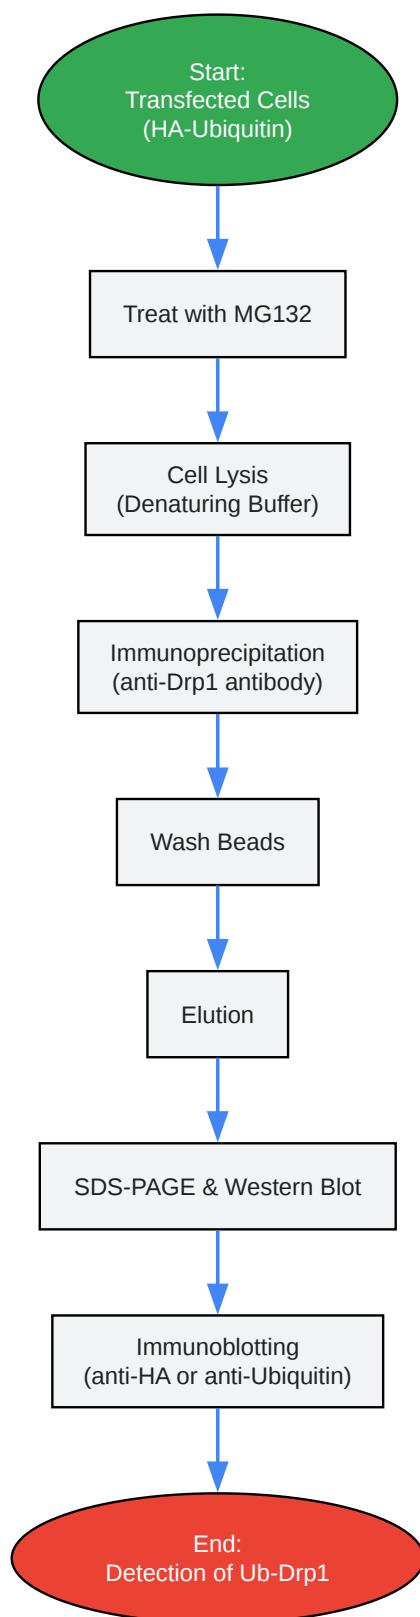 Start:
Transfected Cells
(HA-Ubiquitin)
Treat with MG132
Cell Lysis
(Denaturing Buffer)
Immunoprecipitation
(anti-Drp1 antibody)
Wash Beads
Elution
SDS-PAGE & Western Blot
Immunoblotting
(anti-HA or anti-Ubiquitin)
End:
Detection of Ub-Drp1